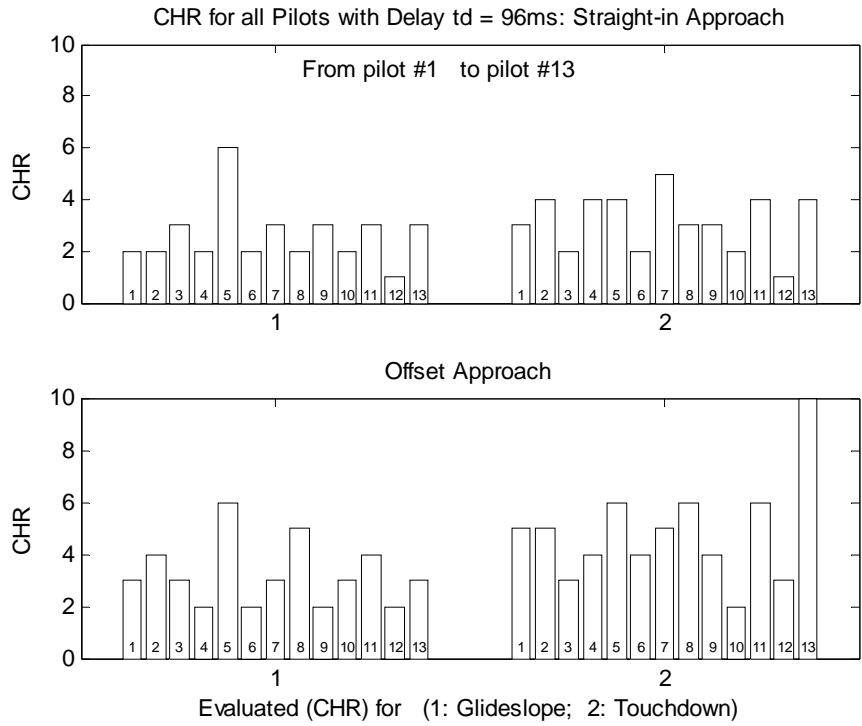 CHR for all Pilots with Delay td = 96ms: Straight-in Approach
10
8
6
4
2
0
CHR
From pilot #1 to pilot #13
1 2 3 4 5 6 7 8 9 10 11 12 13
1 2 3 4 5 6 7 8 9 10 11 12 13
1 2
Offset Approach
10
8
6
4
2
0
CHR
1 2 3 4 5 6 7 8 9 10 11 12 13
1 2 3 4 5 6 7 8 9 10 11 12 13
1 2
Evaluated (CHR) for (1: Glideslope; 2: Touchdown)